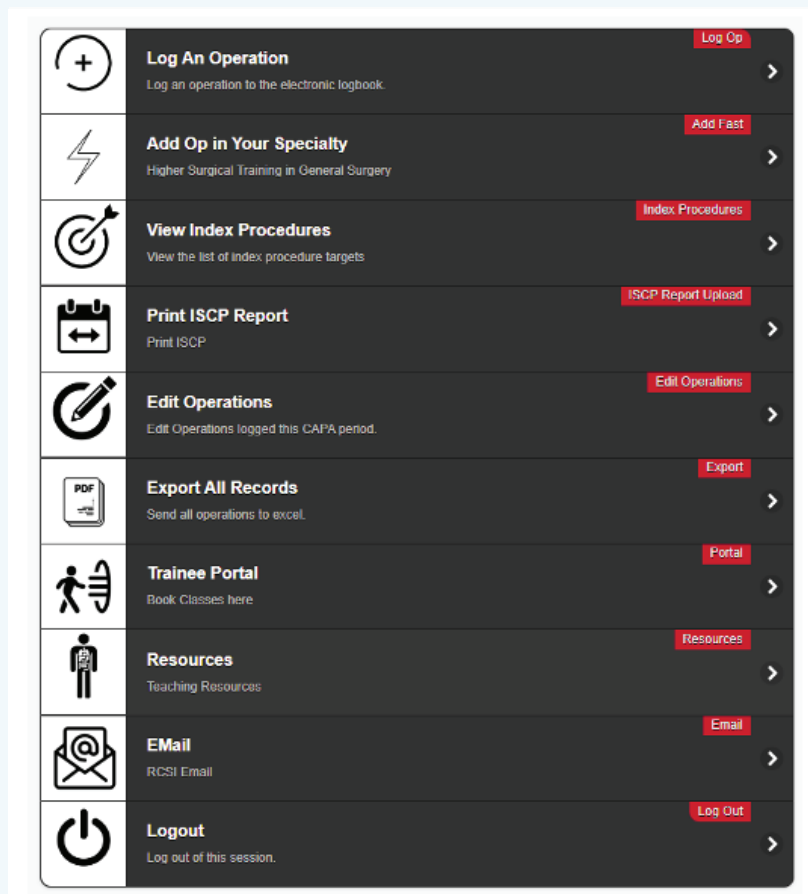 Log Op
Log An Operation
Log an operation to the electronic logbook.
Add Fast
Add Op in Your Specialty
Higher Surgical Training in General Surgery
Index Procedures
View Index Procedures
View the list of index procedure targets
ISCP Report Upload
Print ISCP Report
Print ISCP
Edit Operations
Edit Operations
Edit Operations logged this CAPA period.
Export
PDF
Export All Records
Send all operations to excel.
Portal
Trainee Portal
Book Classes here
Resources
Resources
Teaching Resources
Email
EMail
RCSI Email
Log Out
Logout
Log out of this session.